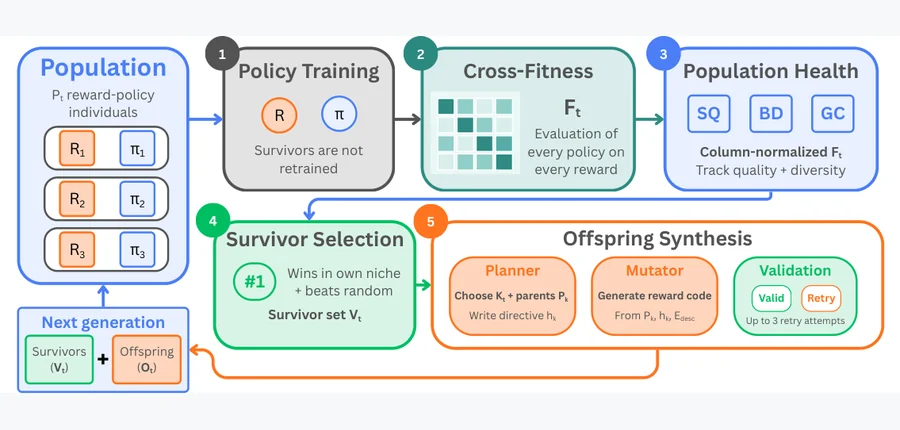 Population
Pt reward-policy
individuals
R1 π1
R2 π2
R3 π3
Next generation
Survivors
(Vt)
+
Offspring
(Ot)
1
Policy Training
R π
Survivors are not
retrained
2
Cross-Fitness
Ft
Evaluation of
every policy on
every reward
3
Population Health
SQ BD GC
Column-normalized Ft
Track quality + diversity
4
Survivor Selection
#1
Wins in own niche
+ beats random
Survivor set Vt
5
Offspring Synthesis
Planner
Choose Kt + parents Pk
Write directive hk
Mutator
Generate reward code
From Pk, hk, Edesc
Validation
Valid Retry
Up to 3 retry attempts